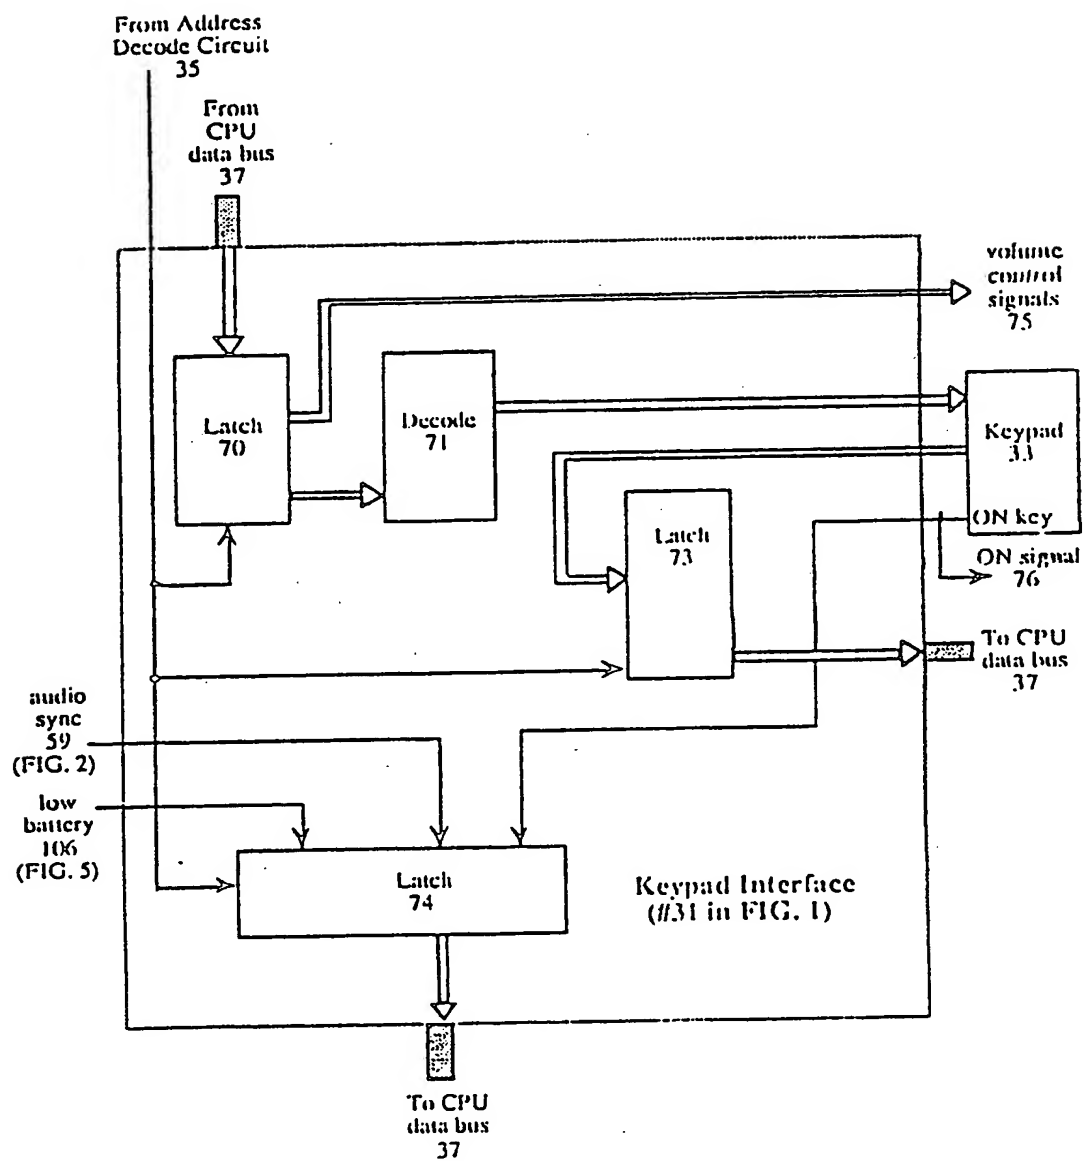 From Address
Decode Circuit
35
From
CPU
data bus
37
volume
control
signals
75
Latch
70
Decode
71
Keypad
33
ON key
Latch
73
ON signal
76
To CPU
data bus
37
audio
sync
59
(FIG. 2)
low
battery
106
(FIG. 5)
Latch
74
Keypad Interface
(#31 in FIG. 1)
To CPU
data bus
37